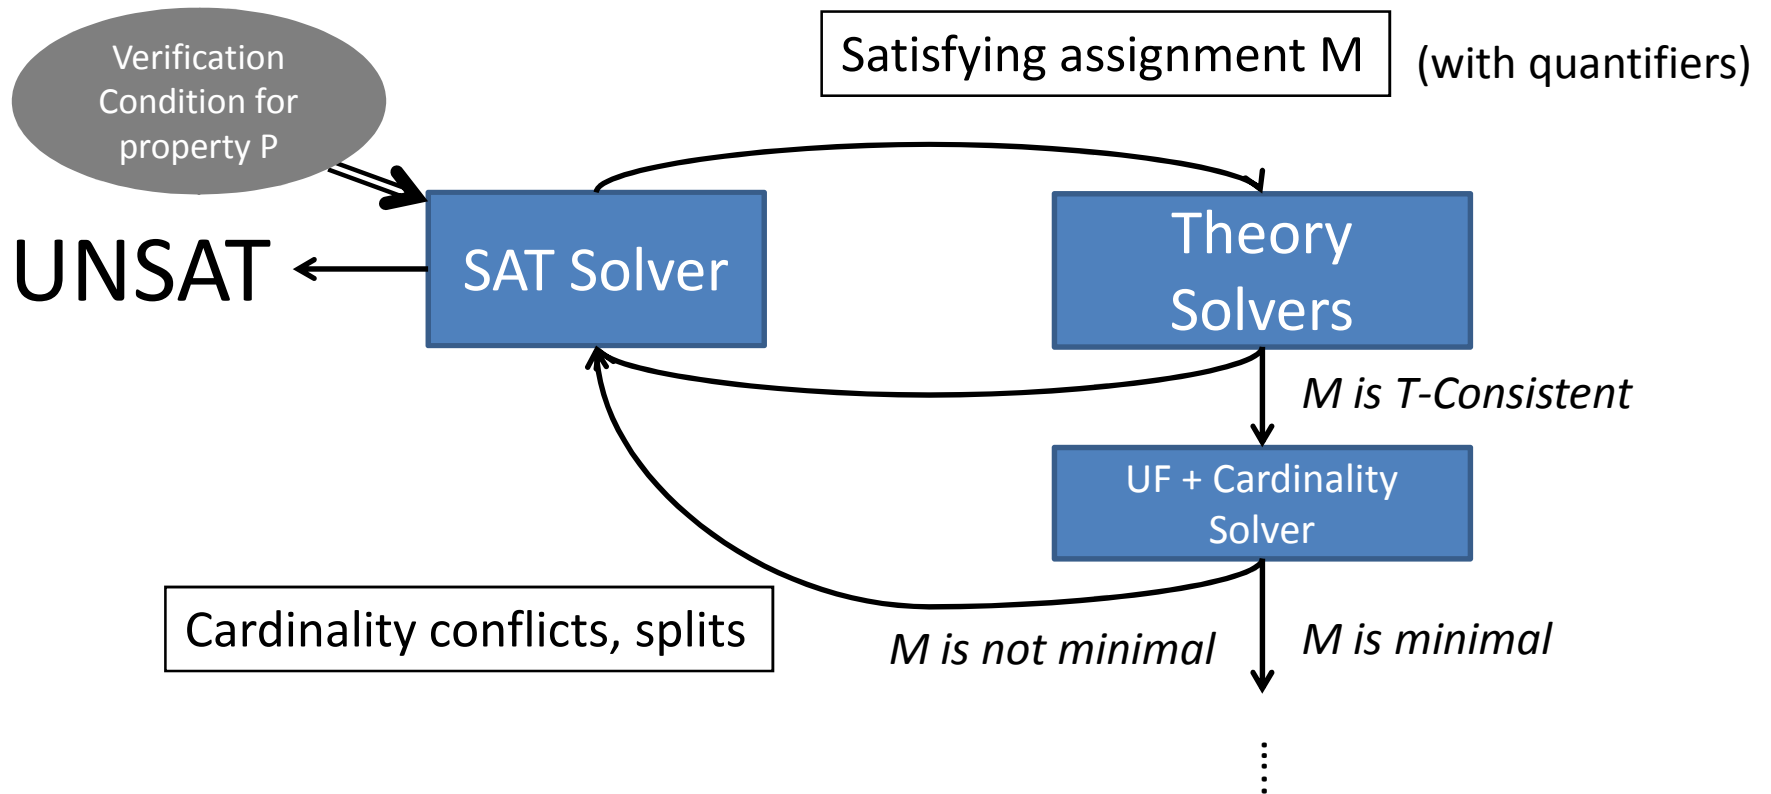 Verification
Condition for
property P
Satisfying assignment M
(with quantifiers)
UNSAT
SAT Solver
Theory
Solvers
M is T-Consistent
UF + Cardinality
Solver
Cardinality conflicts, splits
M is not minimal
M is minimal